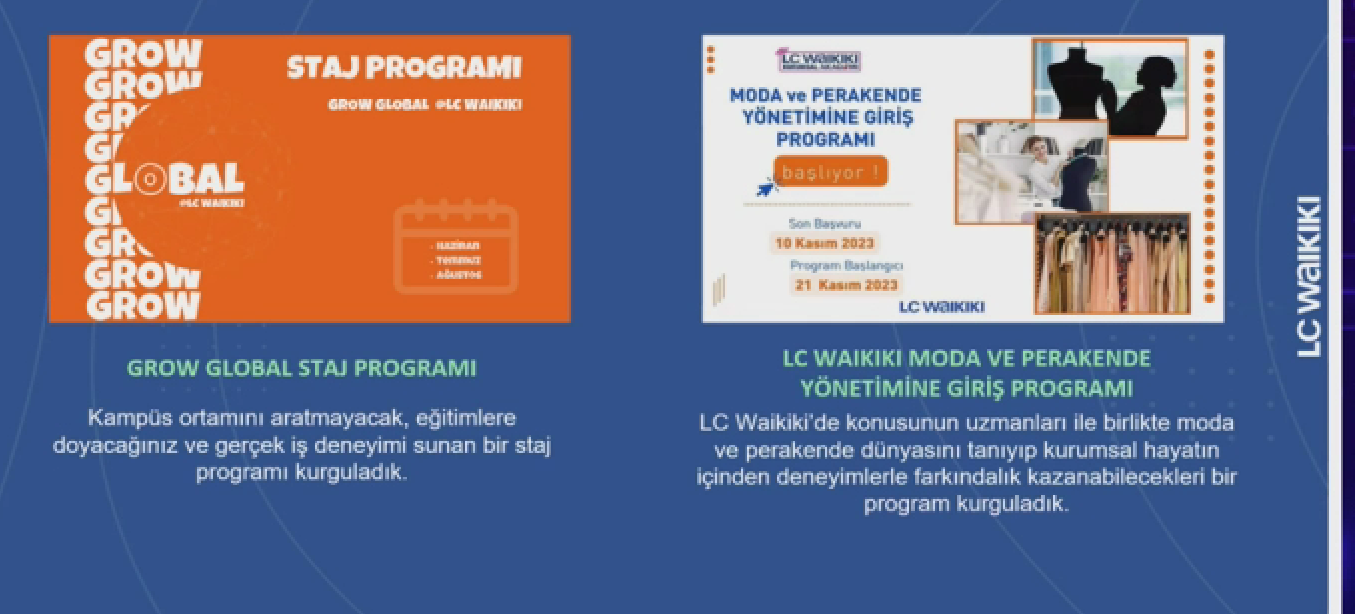 GROW
GROW
GR
G
GLOBAL
@LC WAIKIKI
G
GR
GROW
GROW
STAJ PROGRAMI
GROW GLOBAL @LC WAIKIKI
. HAZİRAN
. TEMMUZ
. AĞUSTOS
GROW GLOBAL STAJ PROGRAMI
Kampüs ortamını aratmayacak, eğitimlere
doyacağınız ve gerçek iş deneyimi sunan bir staj
programı kurguladık.
LC WAIKIKI
KURUMSAL AKADEMİ
MODA ve PERAKENDE
YÖNETİMİNE GİRİŞ
PROGRAMI
başlıyor !
Son Başvuru
10 Kasım 2023
Program Başlangıcı
21 Kasım 2023
LC WAIKIKI
LC WAIKIKI MODA VE PERAKENDE
YÖNETİMİNE GİRİŞ PROGRAMI
LC Waikiki'de konusunun uzmanları ile birlikte moda
ve perakende dünyasını tanıyıp kurumsal hayatın
içinden deneyimlerle farkındalık kazanabilecekleri bir
program kurguladık.
LC WAIKIKI